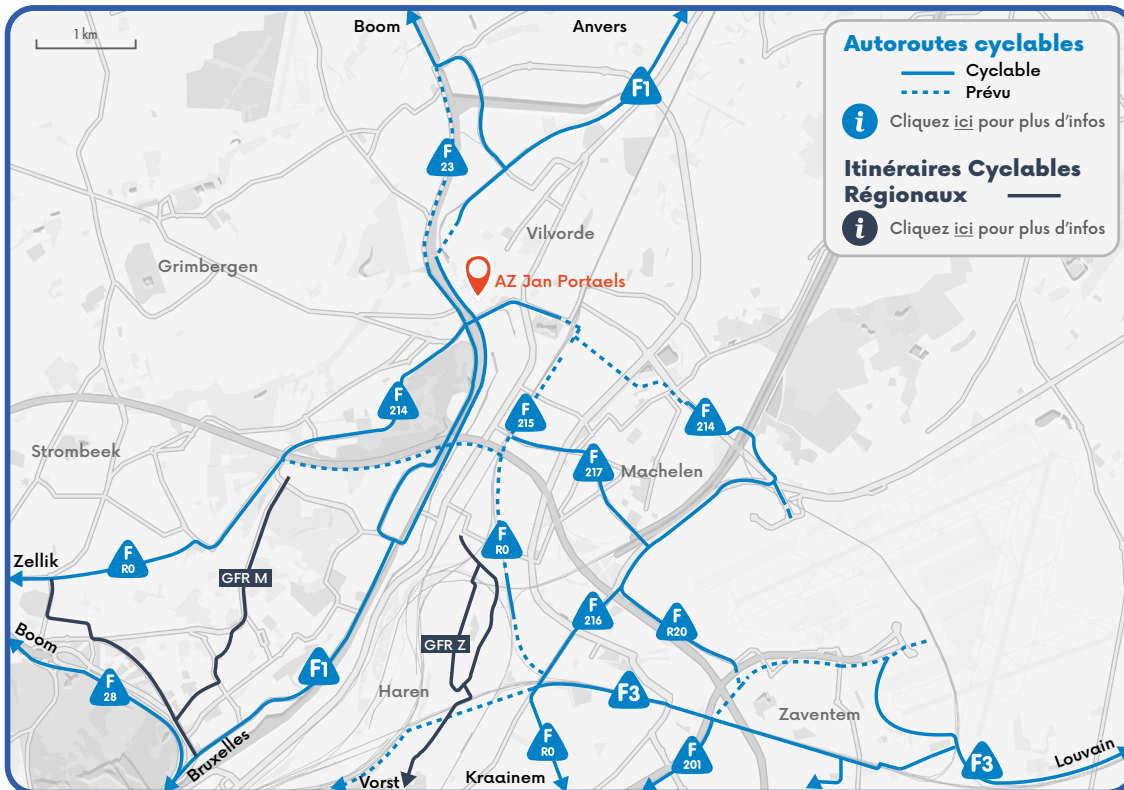 1 km
Boom
Anvers
Autoroutes cyclables
Cyclable
Prévu
i
Cliquez ici pour plus d'infos
Itinéraires Cyclables
Régionaux
i
Cliquez ici pour plus d'infos
F1
F
23
Vilvorde
Grimbergen
AZ Jan Portaels
F
214
F
215
F
214
Strombeek
F
217
Machelen
F
R0
Zellik
F
R0
GFR M
F
216
F
R20
Boom
GFR Z
F1
F
28
Haren
F3
Zaventem
Bruxelles
F
R0
F
201
F3
Louvain
Vorst
Kraainem